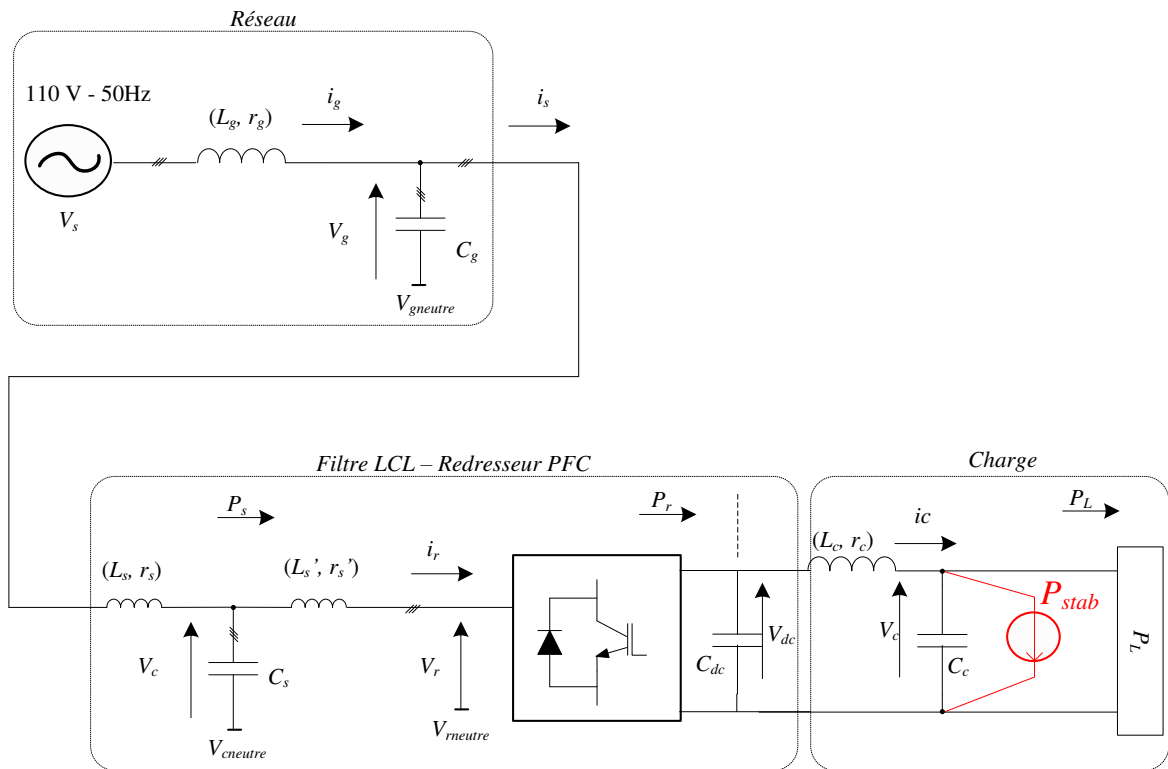 Réseau
110 V - 50Hz
(Lg, rg)
ig
is
Vs
Vg
Cg
Vgneutre
Filtre LCL – Redresseur PFC
Charge
Ps
Pr
PL
(Ls, rs)
(Ls’, rs’)
ir
(Lc, rc)
ic
Pstab
Vc
Cs
Vr
Cdc
Vdc
Vc
Cc
PL
Vcneutre
Vrneutre